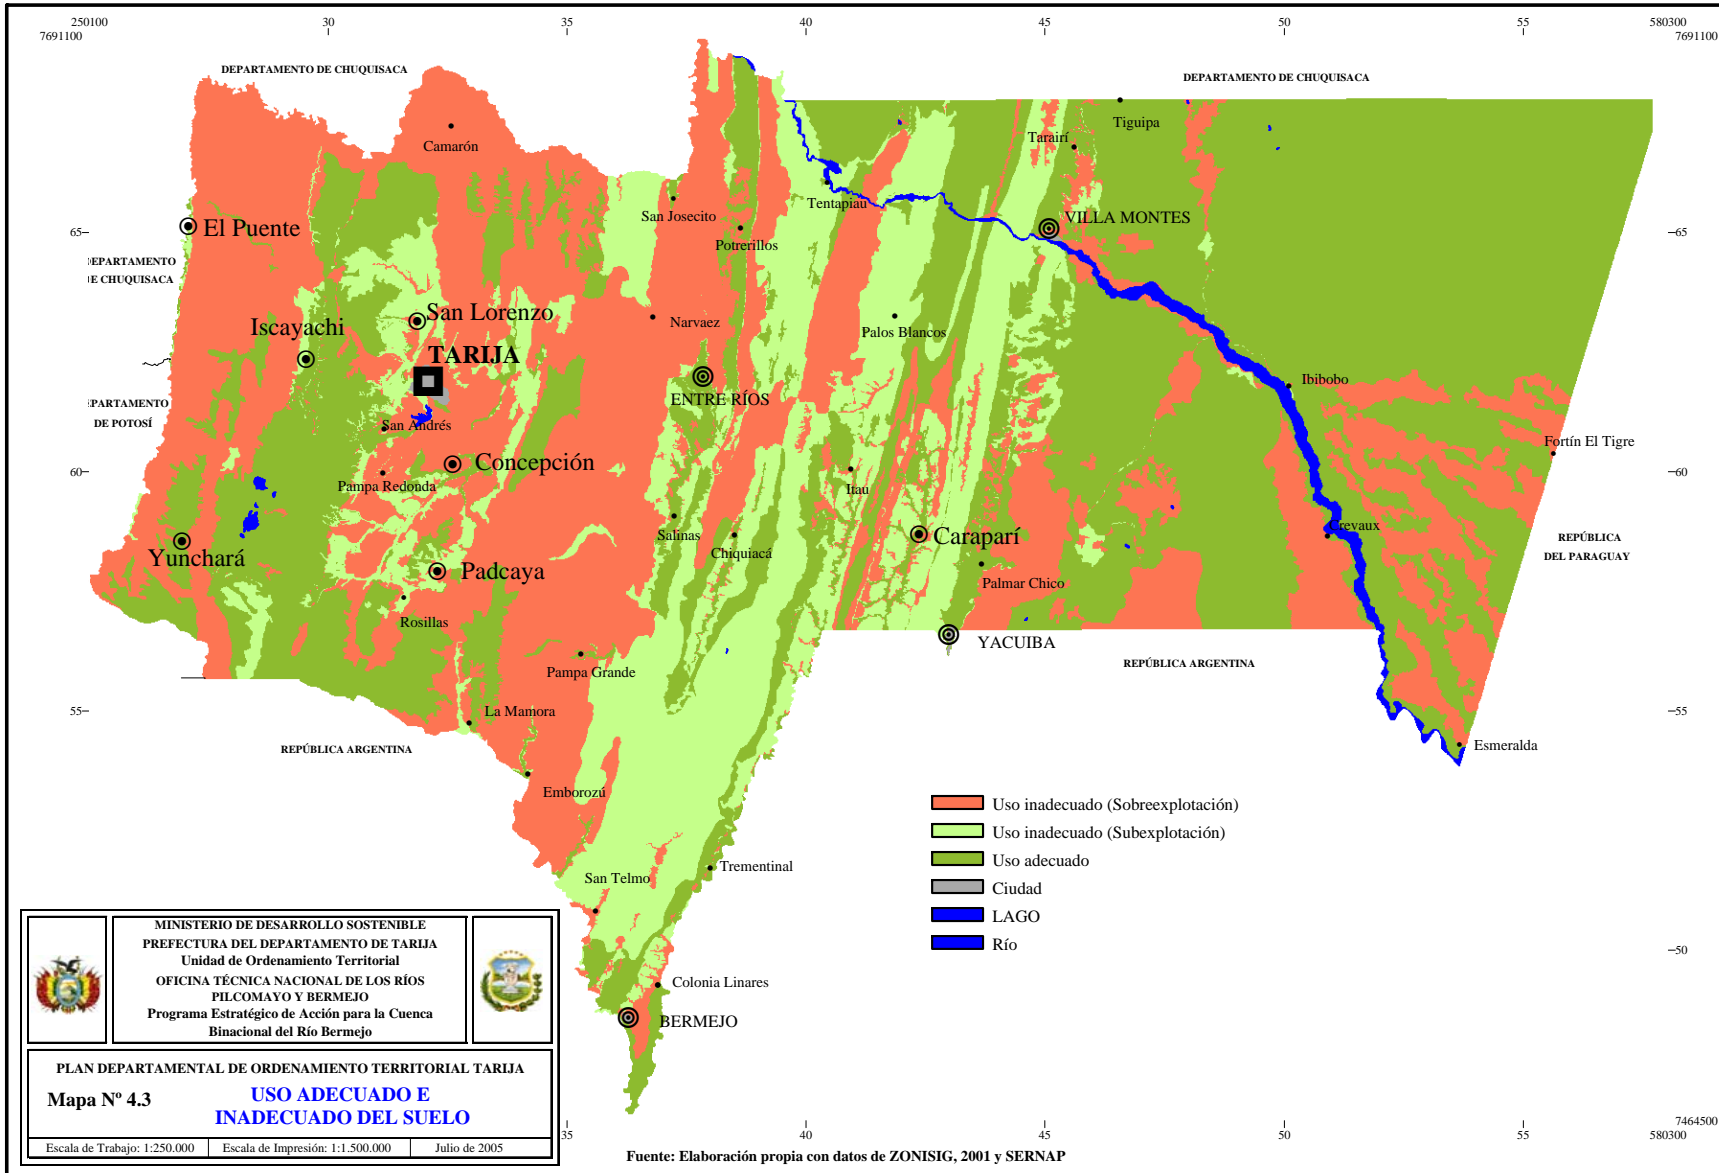 250100
7691100
30
35
40
45
50
55
580300
7691100
DEPARTAMENTO DE CHUQUISACA
DEPARTAMENTO DE CHUQUISACA
Camarón
Tiguipa
Tarairí
Tentapiau
San Josecito
Potrerillos
VILLA MONTES
65
65
El Puente
DE CHUQUISACA
San Lorenzo
Iscayachi
TARIJA
Narvaez
Palos Blancos
ENTRE RÍOS
Ibibobo
DE POTOSÍ
San Andrés
Concepción
Pampa Redonda
Itau
Fortín El Tigre
60
60
Salinas
Chiquiacá
Caraparí
Crevaux
REPÚBLICA
DEL PARAGUAY
Yunchará
Padcaya
Palmar Chico
Rosillas
YACUIBA
REPÚBLICA ARGENTINA
Pampa Grande
La Mamora
55
55
REPÚBLICA ARGENTINA
Esmeralda
Emborozú
Uso inadecuado (Sobreexplotación)
Uso inadecuado (Subexplotación)
Uso adecuado
Ciudad
LAGO
Río
Trementinal
San Telmo
Colonia Linares
BERMEJO
50
MINISTERIO DE DESARROLLO SOSTENIBLE
PREFECTURA DEL DEPARTAMENTO DE TARIJA
Unidad de Ordenamiento Territorial
OFICINA TÉCNICA NACIONAL DE LOS RÍOS
PILCOMAYO Y BERMEJO
Programa Estratégico de Acción para la Cuenca
Binacional del Río Bermejo
PLAN DEPARTAMENTAL DE ORDENAMIENTO TERRITORIAL TARIJA
Mapa Nº 4.3
USO ADECUADO E
INADECUADO DEL SUELO
Escala de Trabajo: 1:250.000
Escala de Impresión: 1:1.500.000
Julio de 2005
35
40
45
50
55
7464500
580300
Fuente: Elaboración propia con datos de ZONISIG, 2001 y SERNAP